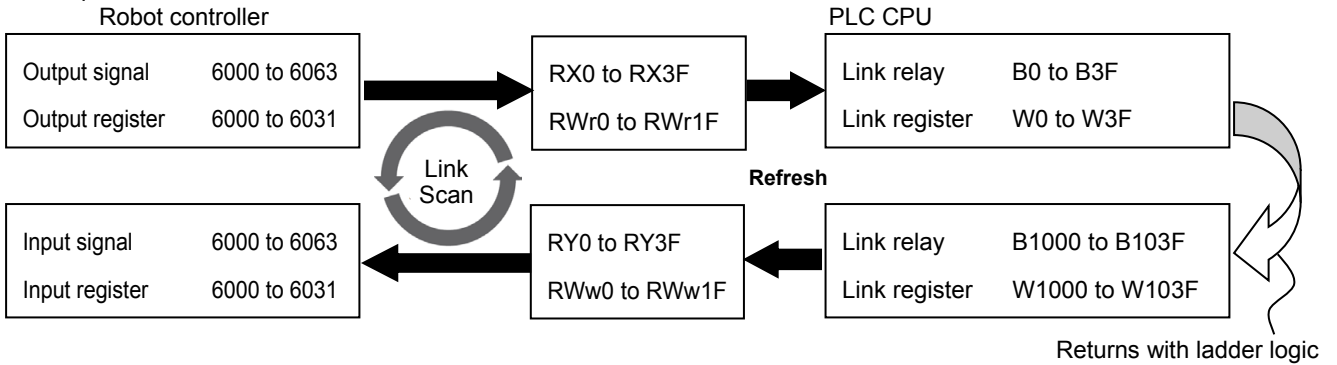 Robot controller
PLC CPU
Output signal 6000 to 6063
Output register 6000 to 6031
RX0 to RX3F
RWr0 to RWr1F
Link relay B0 to B3F
Link register W0 to W3F
Link
Scan
Refresh
Input signal 6000 to 6063
Input register 6000 to 6031
RY0 to RY3F
RWw0 to RWw1F
Link relay B1000 to B103F
Link register W1000 to W103F
Returns with ladder logic